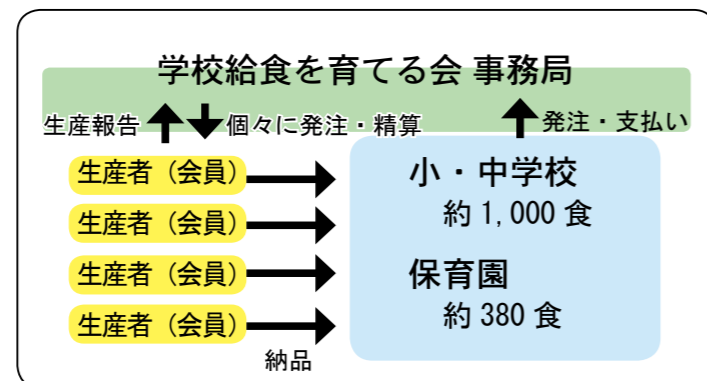 学校給食を育てる会 事務局
生産報告
個々に発注・精算
発注・支払い
生産者（会員）
生産者（会員）
生産者（会員）
生産者（会員）
納品
小・中学校
約 1,000 食
保育園
約 380 食